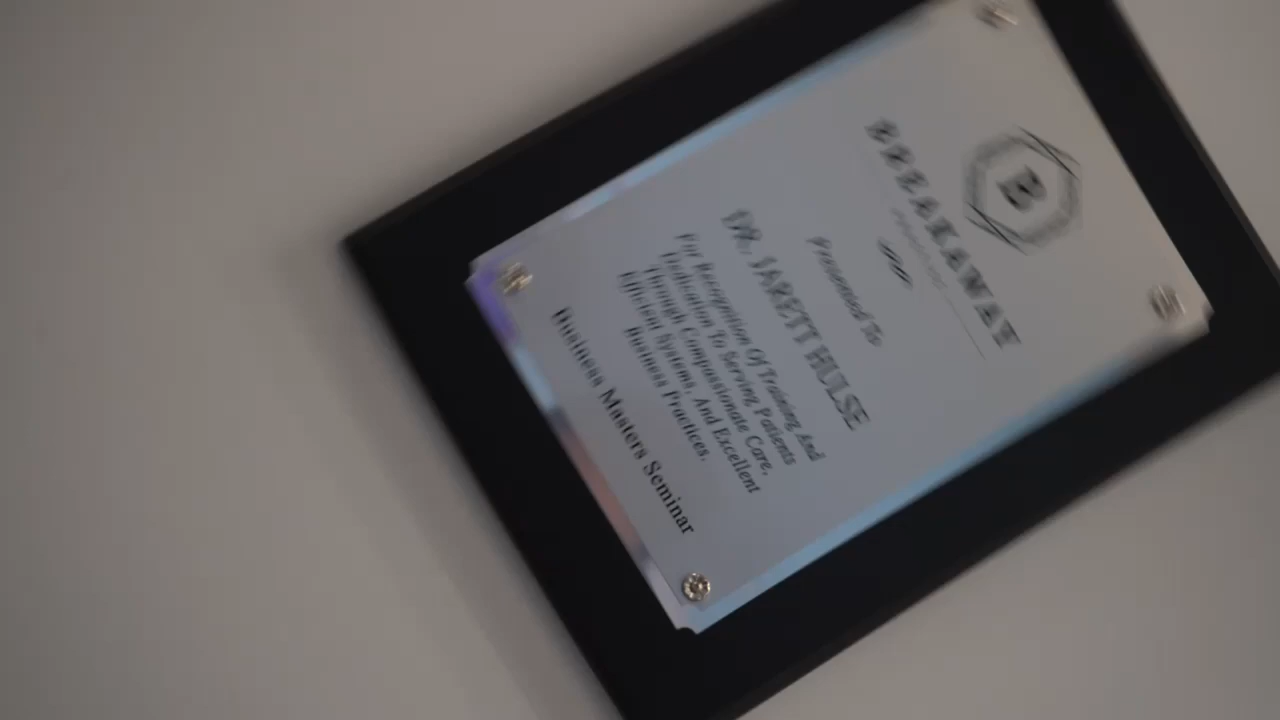 B
BREAKAWAY
Presented To
DR. JARETT HULSE
For Recognition Of Training And
Dedication To Serving Patients
Through Compassionate Care,
Efficient Systems, And Excellent
Business Practices.
Business Masters Seminar